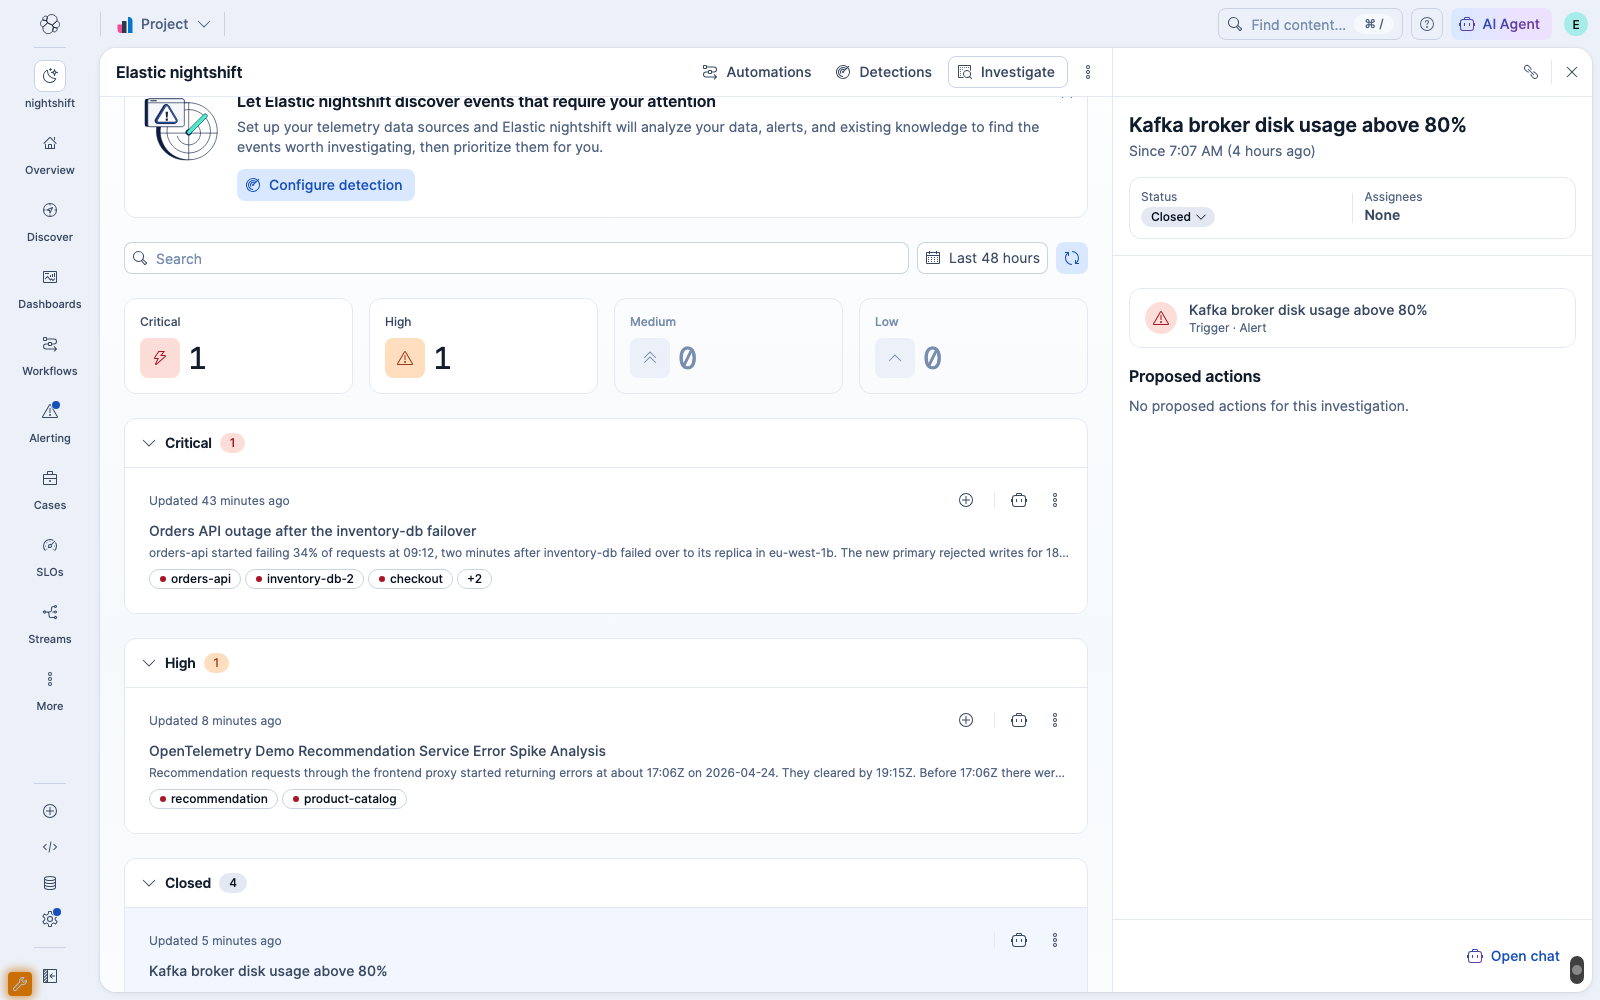 Project
Find content...
⌘ /
AI Agent
E
nightshift
Overview
Discover
Dashboards
Workflows
Alerting
Cases
SLOs
Streams
More
Elastic nightshift
Automations
Detections
Investigate
Let Elastic nightshift discover events that require your attention
Set up your telemetry data sources and Elastic nightshift will analyze your data, alerts, and existing knowledge to find the
events worth investigating, then prioritize them for you.
Configure detection
Search
Last 48 hours
Critical
1
High
1
Medium
0
Low
0
Critical 1
Updated 43 minutes ago
Orders API outage after the inventory-db failover
orders-api started failing 34% of requests at 09:12, two minutes after inventory-db failed over to its replica in eu-west-1b. The new primary rejected writes for 18...
orders-api
inventory-db-2
checkout
+2
High 1
Updated 8 minutes ago
OpenTelemetry Demo Recommendation Service Error Spike Analysis
Recommendation requests through the frontend proxy started returning errors at about 17:06Z on 2026-04-24. They cleared by 19:15Z. Before 17:06Z there wer...
recommendation
product-catalog
Closed 4
Updated 5 minutes ago
Kafka broker disk usage above 80%
Kafka broker disk usage above 80%
Since 7:07 AM (4 hours ago)
Status
Closed
Assignees
None
Kafka broker disk usage above 80%
Trigger · Alert
Proposed actions
No proposed actions for this investigation.
Open chat